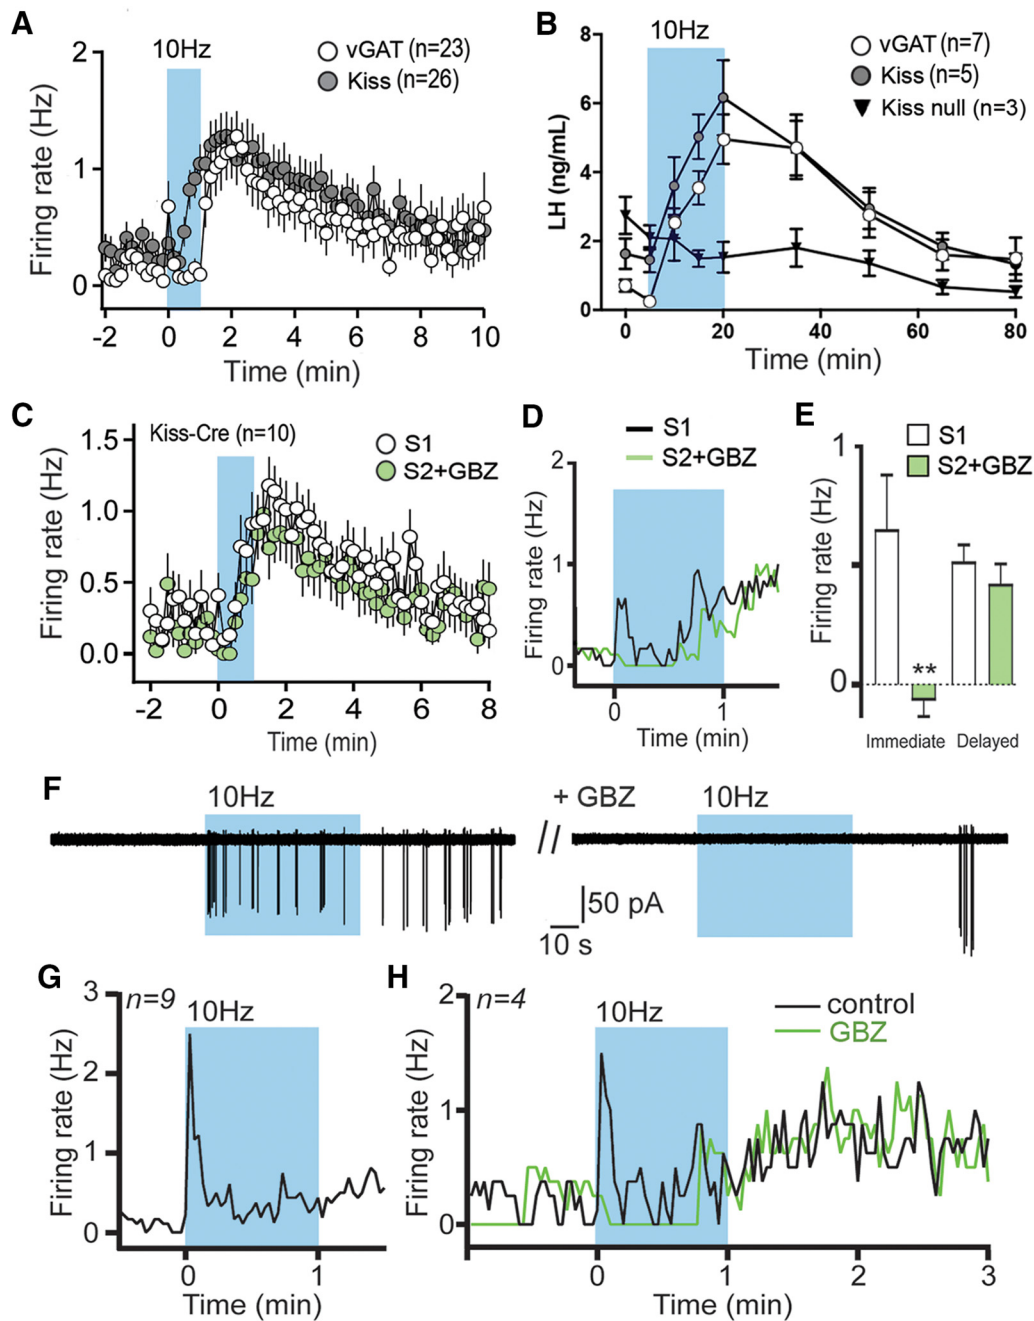 A
10Hz
vGAT (n=23)
Kiss (n=26)
Firing rate (Hz)
2
1
0
-2 0 2 4 6 8 10
Time (min)
B
10Hz
vGAT (n=7)
Kiss (n=5)
Kiss null (n=3)
LH (ng/mL)
8
6
4
2
0
0 20 40 60 80
Time (min)
C
Kiss-Cre (n=10)
S1
S2+GBZ
Firing rate (Hz)
1.5
1.0
0.5
0.0
-2 0 2 4 6 8
Time (min)
D
S1
S2+GBZ
Firing rate (Hz)
2
1
0
0 1
Time (min)
E
S1
S2+GBZ
Firing rate (Hz)
1
0
**
Immediate Delayed
F
10Hz
+ GBZ
10Hz
//
50 pA
10 s
G
n=9
10Hz
Firing rate (Hz)
3
2
1
0
0 1
Time (min)
H
n=4
10Hz
control
GBZ
Firing rate (Hz)
2
1
0
0 1 2 3
Time (min)